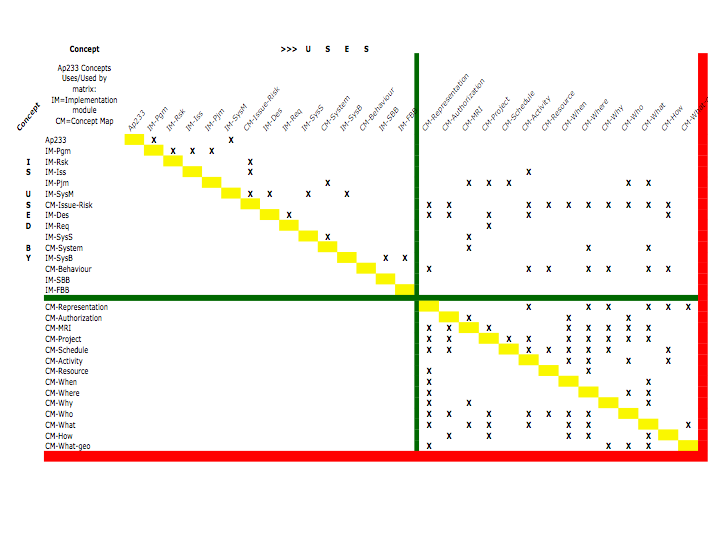 Concept >>> U S E S
Ap233 Concepts
Uses/Used by
matrix:
IM=Implementation
module
CM=Concept Map
Concept
Ap233 IM-Pgm IM-Rsk IM-Iss IM-Pjm IM-SysM CM-Issue-Risk IM-Des IM-Req IM-SysS CM-System IM-SysB CM-Behaviour IM-SBB IM-FBB CM-Representation CM-Authorization CM-MRI CM-Project CM-Schedule CM-Activity CM-Resource CM-When CM-Where CM-Why CM-Who CM-What CM-How
Ap233 X
IM-Pgm X X X
I IM-Rsk X
S IM-Iss X X
IM-Pjm X X X X X X
U IM-SysM X X X X
S CM-Issue-Risk X X X X X X X X X X
E IM-Des X X X X X
D IM-Req X
IM-SysS X X
B CM-System X X X
Y IM-SysB X X
CM-Behaviour X X X X X X X
IM-SBB
IM-FBB
CM-Representation X X X X X X
CM-Authorization X X X
CM-MRI X X X X X X X X
CM-Project X X X X X X X X X
CM-Schedule X X X X X X X X
CM-Activity X X X X
CM-Resource X X
CM-When X X
CM-Where X X X
CM-Why X X X
CM-Who X X X X X X X
CM-What X X X X X X X
CM-How X X X X X
CM-What-geo X X X X